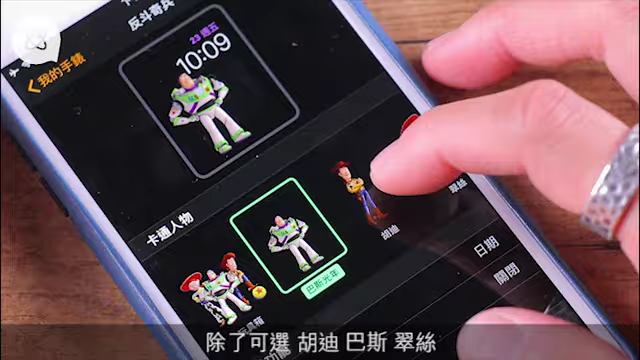 反斗奇兵
我的手錶
23 週五
10:09
卡通人物
翠絲
胡迪
巴斯光年
日期
關閉
除了可選 胡迪 巴斯 翠絲